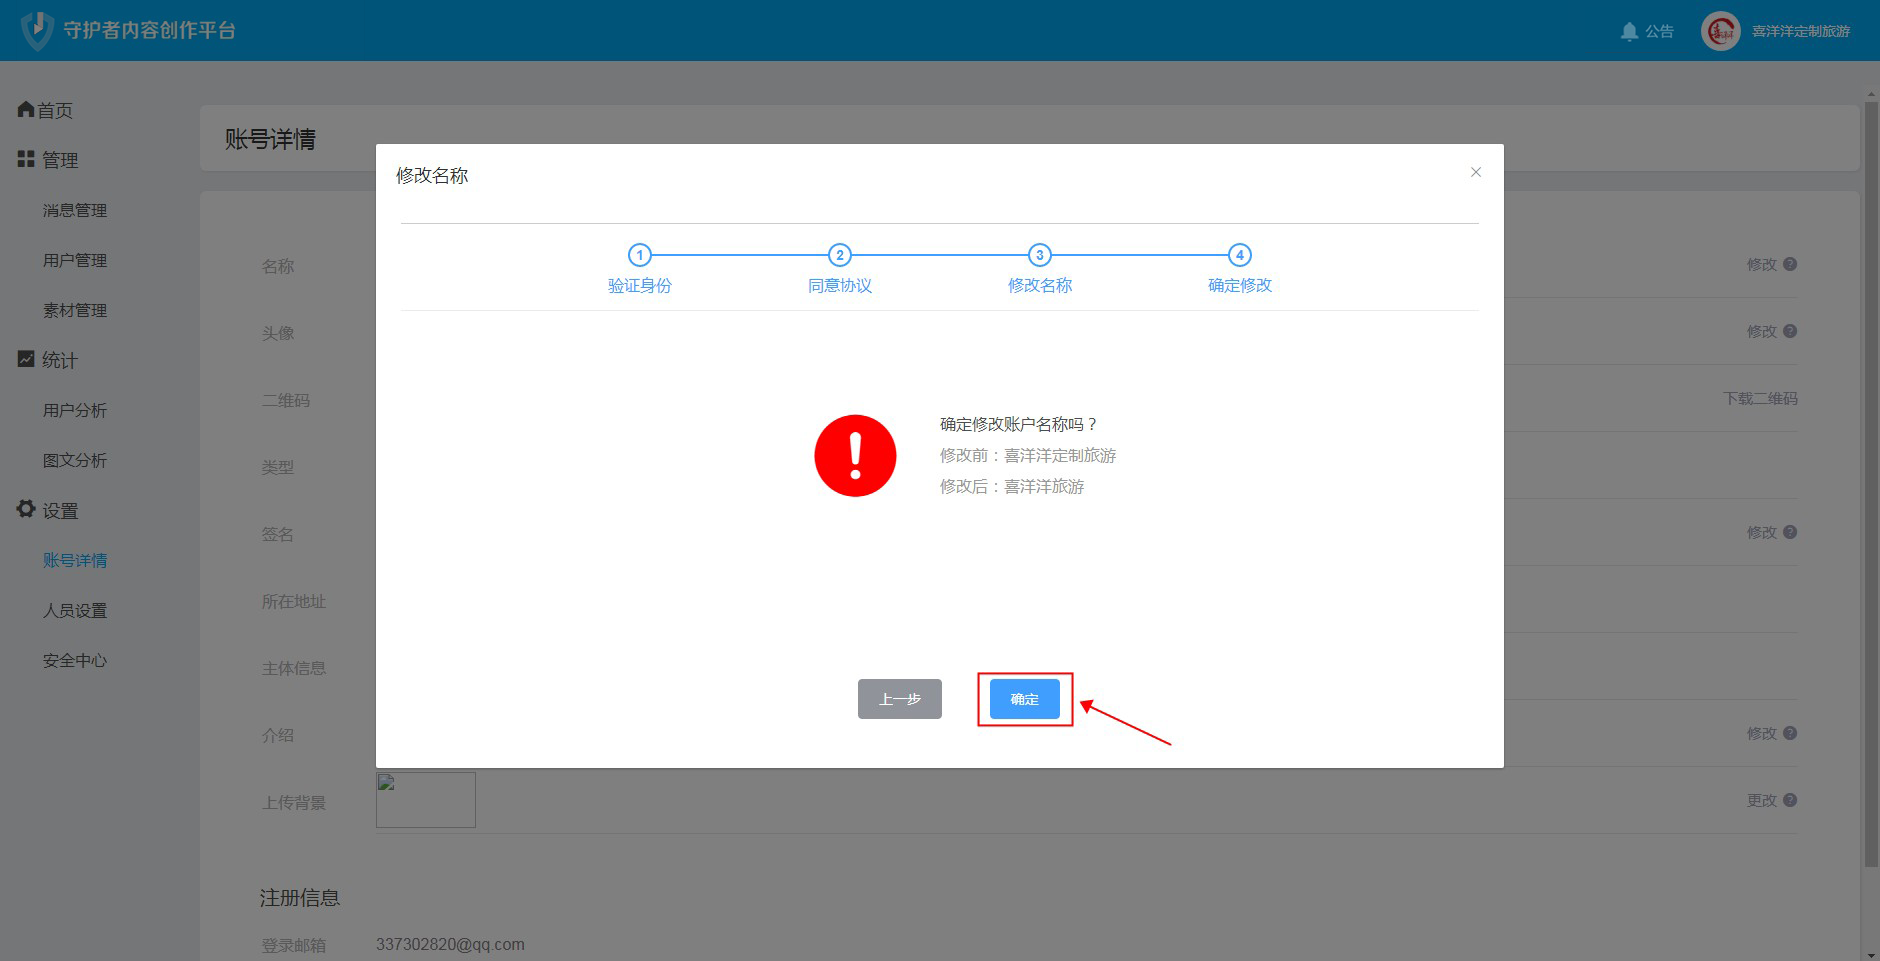 守护者内容创作平台
公告
喜洋洋定制旅游
首页
管理
消息管理
用户管理
素材管理
统计
用户分析
图文分析
设置
账号详情
人员设置
安全中心
账号详情
名称
修改 ?
头像
修改 ?
二维码
下载二维码
类型
签名
修改 ?
所在地址
主体信息
介绍
修改 ?
上传背景
更改 ?
注册信息
登录邮箱
337302820@qq.com
修改名称
×
1
2
3
4
验证身份
同意协议
修改名称
确定修改
确定修改账户名称吗？
修改前：喜洋洋定制旅游
修改后：喜洋洋旅游
上一步
确定